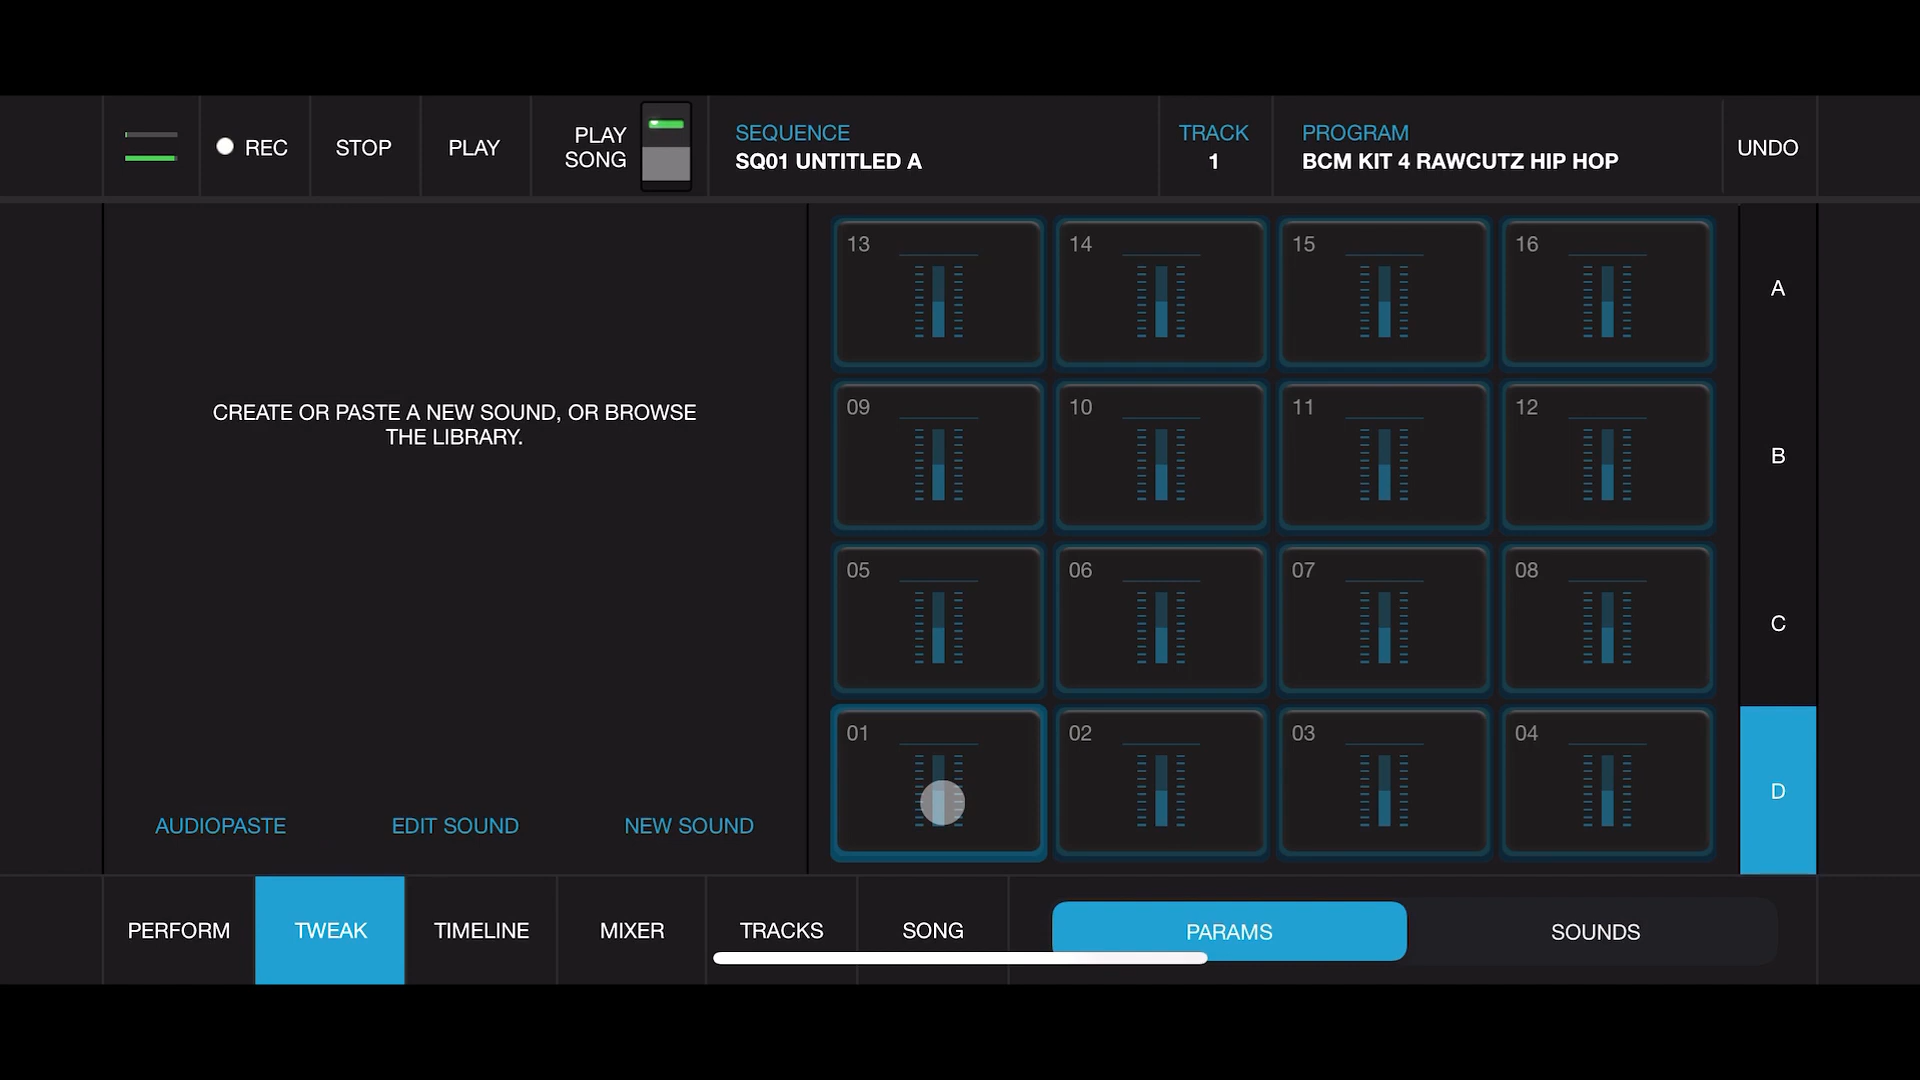 REC
STOP
PLAY
PLAY
SONG
SEQUENCE
SQ01 UNTITLED A
TRACK
1
PROGRAM
BCM KIT 4 RAWCUTZ HIP HOP
UNDO
CREATE OR PASTE A NEW SOUND, OR BROWSE
THE LIBRARY.
13
14
15
16
A
09
10
11
12
B
05
06
07
08
C
01
02
03
04
D
AUDIOPASTE
EDIT SOUND
NEW SOUND
PERFORM
TWEAK
TIMELINE
MIXER
TRACKS
SONG
PARAMS
SOUNDS